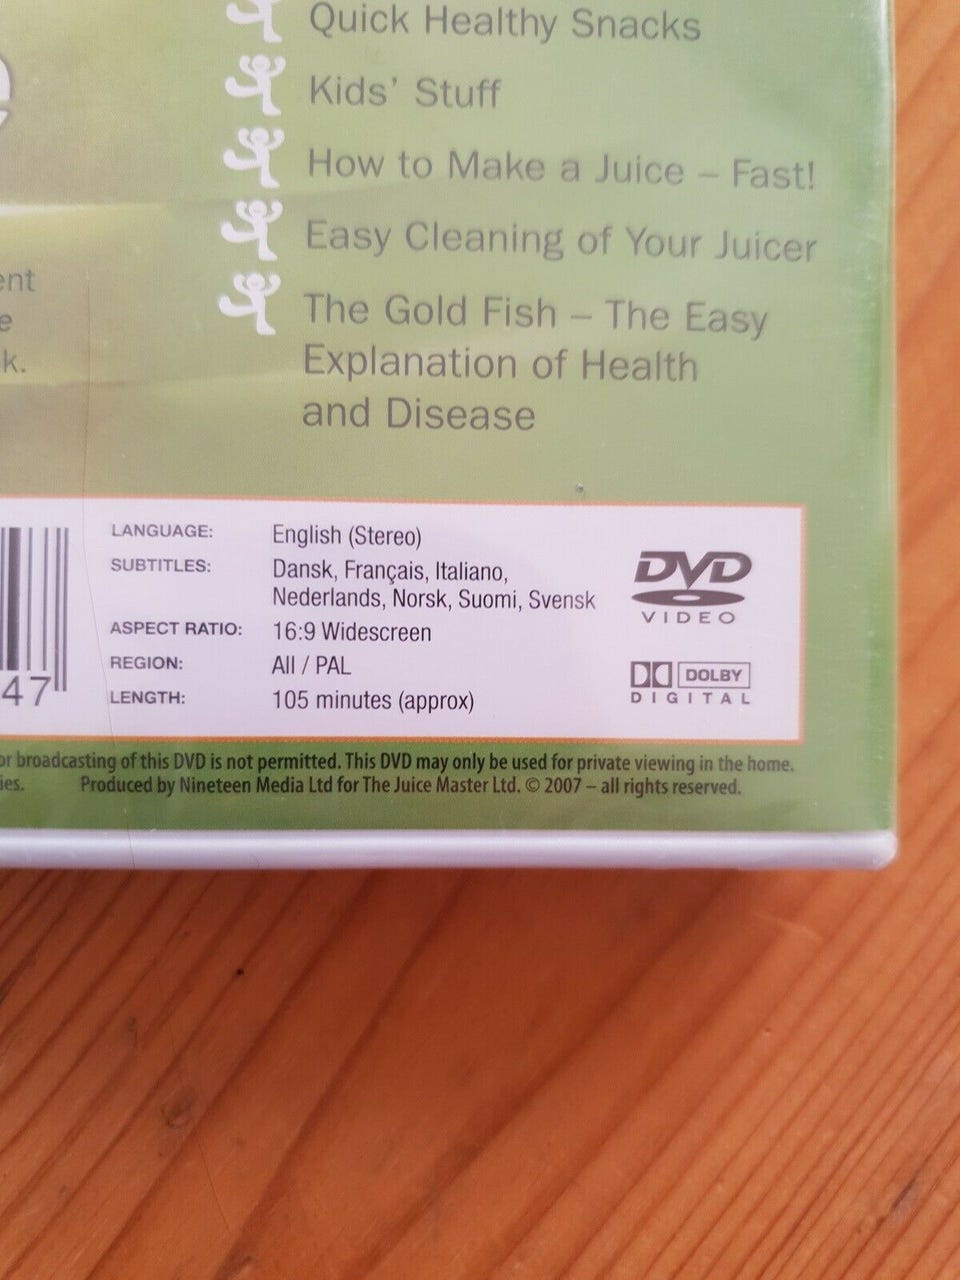 Quick Healthy Snacks
Kids' Stuff
How to Make a Juice – Fast!
Easy Cleaning of Your Juicer
The Gold Fish – The Easy
Explanation of Health
and Disease
ent
e
k.
47
LANGUAGE: English (Stereo)
SUBTITLES: Dansk, Français, Italiano,
Nederlands, Norsk, Suomi, Svensk
ASPECT RATIO: 16:9 Widescreen
REGION: All / PAL
LENGTH: 105 minutes (approx)
DVD
VIDEO
DOLBY
DIGITAL
or broadcasting of this DVD is not permitted. This DVD may only be used for private viewing in the home.
ies. Produced by Nineteen Media Ltd for The Juice Master Ltd. © 2007 – all rights reserved.